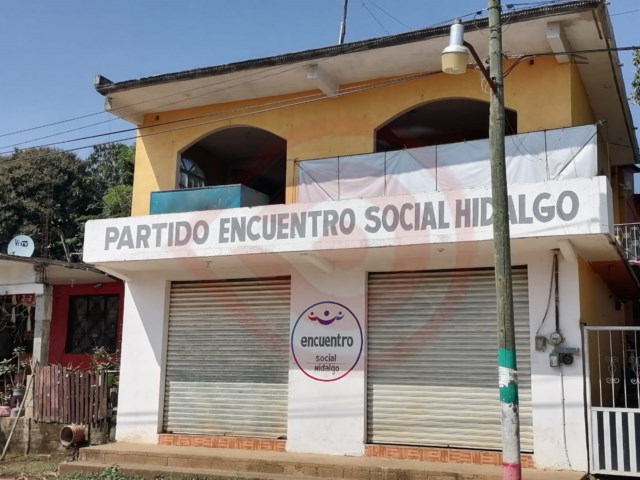 PARTIDO ENCUENTRO SOCIAL HIDALGO
encuentro
social
Hidalgo